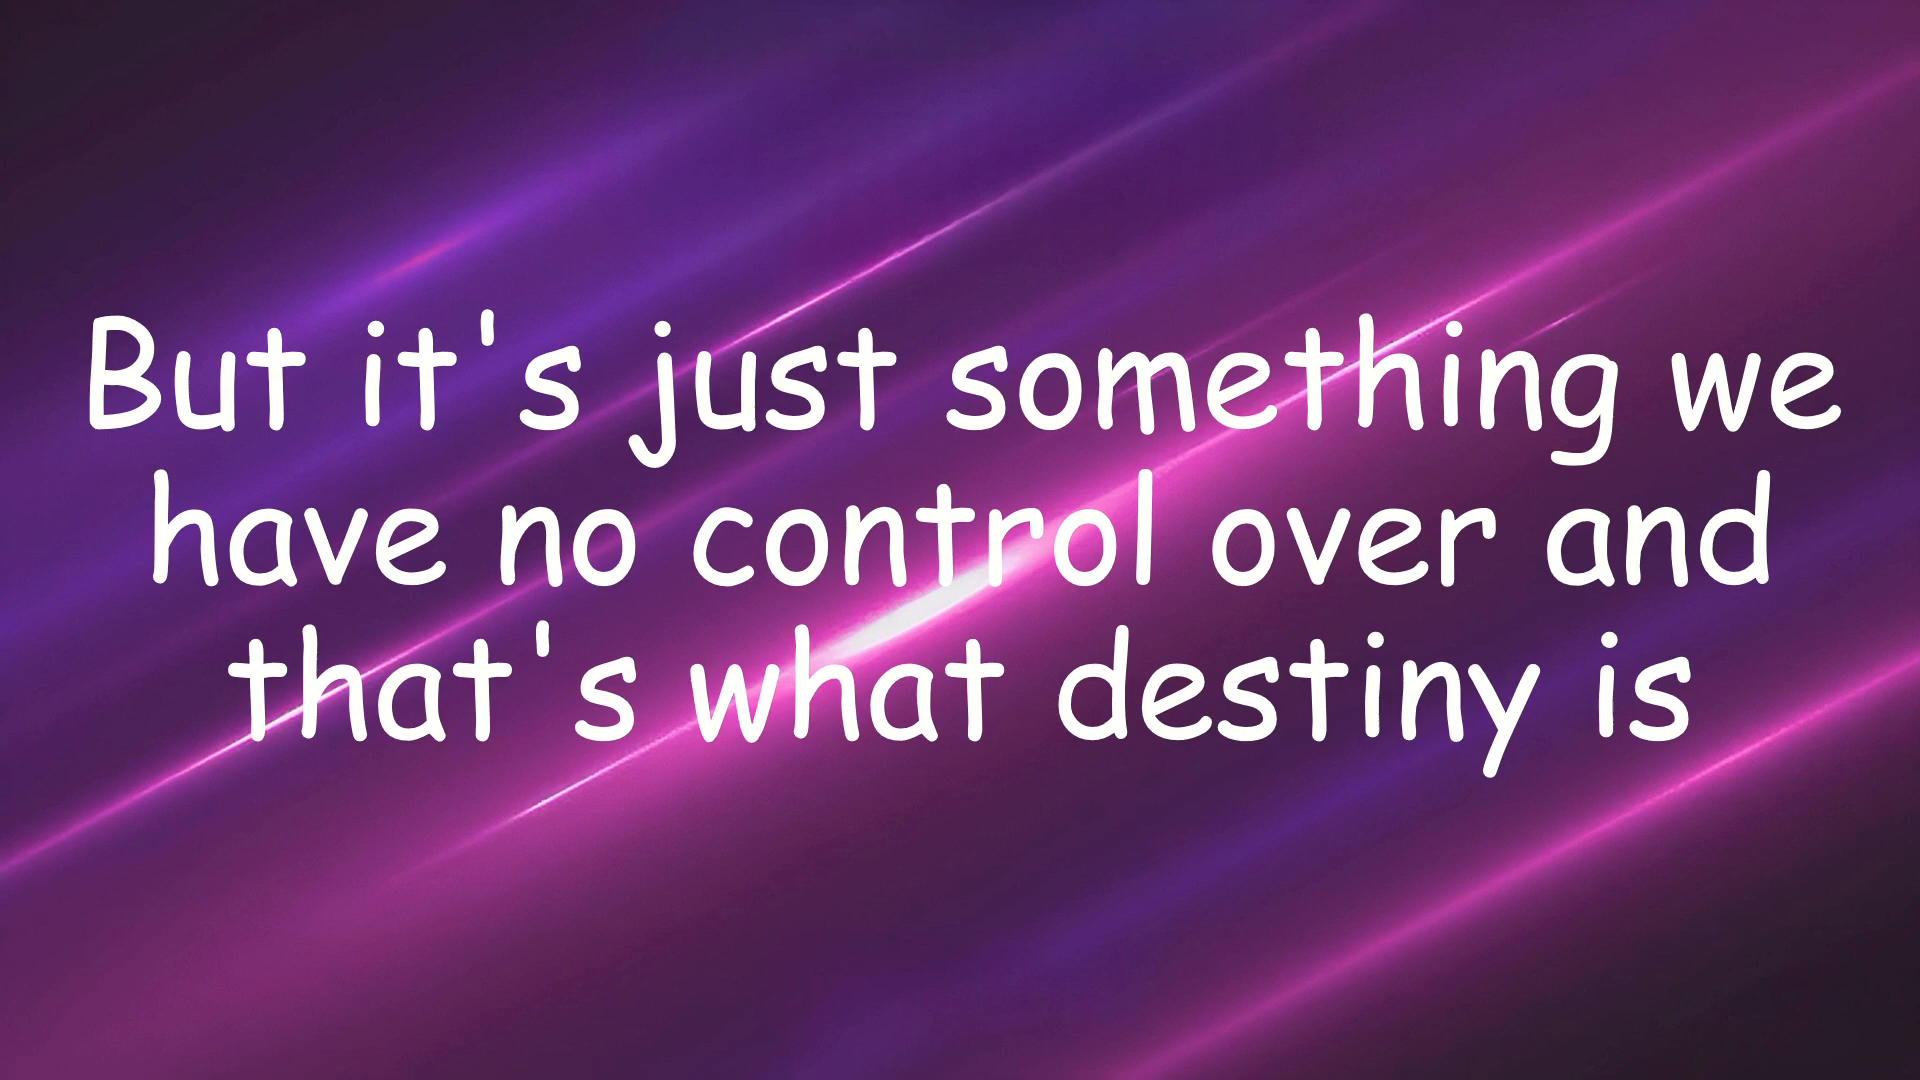 But it's just something we
have no control over and
that's what destiny is